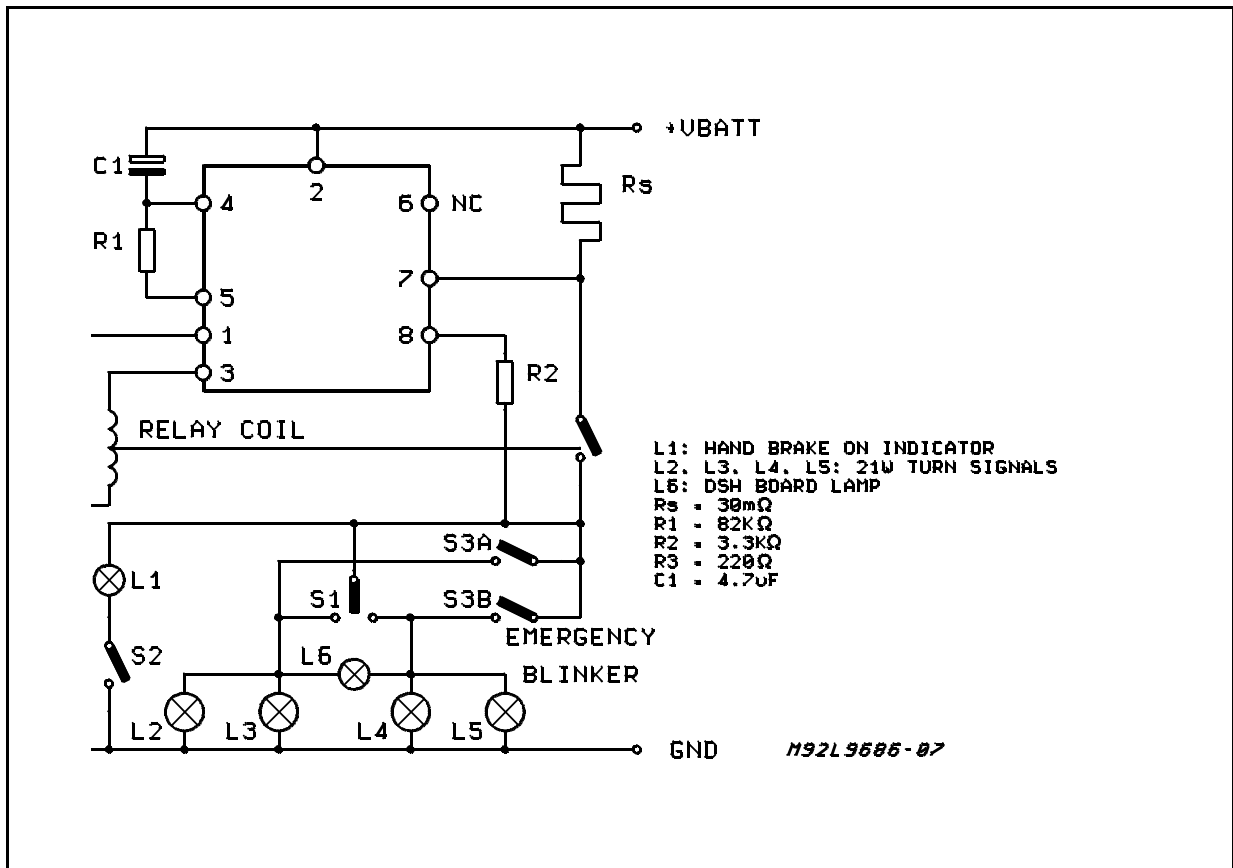 +VBATT
C1
2
Rs
4
6
NC
R1
7
5
1
8
3
R2
RELAY COIL
L1: HAND BRAKE ON INDICATOR
L2, L3, L4, L5: 21W TURN SIGNALS
L6: DSH BOARD LAMP
Rs = 30mΩ
R1 = 82KΩ
R2 = 3.3KΩ
R3 = 220Ω
C1 = 4.7uF
S3A
L1
S1
S3B
EMERGENCY
BLINKER
S2
L6
L2
L3
L4
L5
GND
M92L9686-07